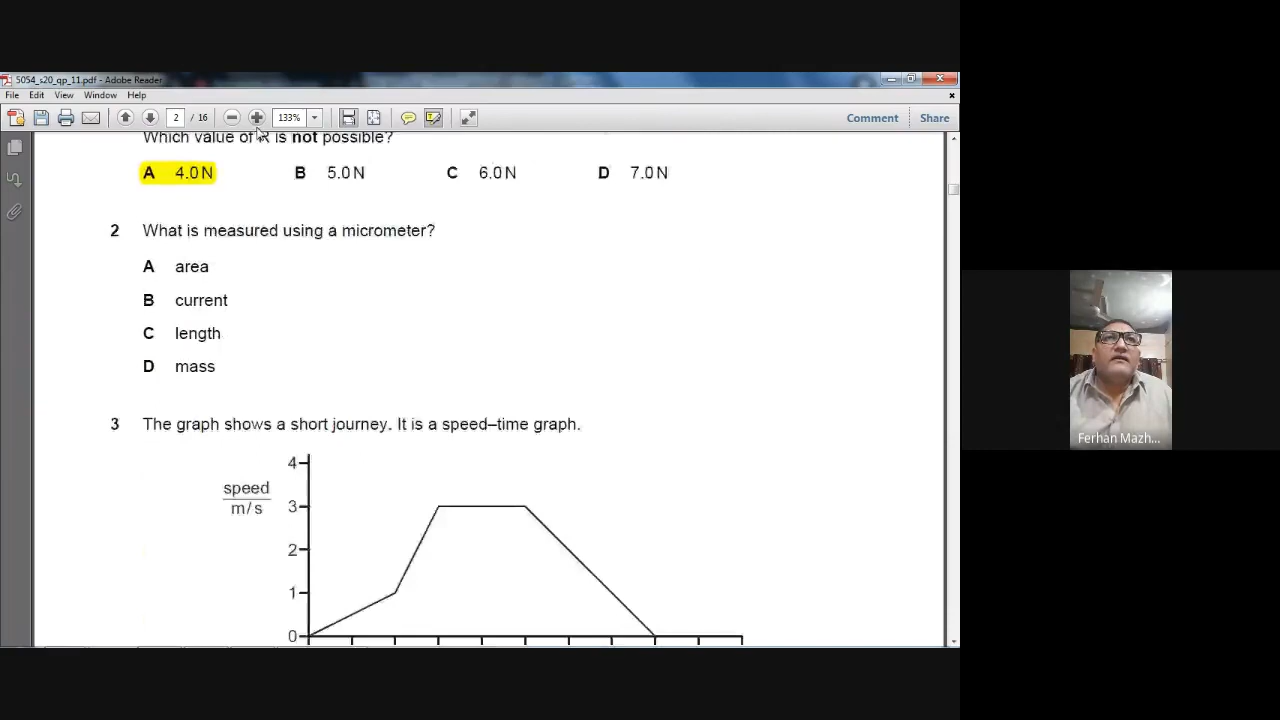 5054_s20_qp_11.pdf - Adobe Reader
File Edit View Window Help
2 / 16 133% Comment Share
Which value of R is not possible?
A 4.0 N B 5.0 N C 6.0 N D 7.0 N
2 What is measured using a micrometer?
A area
B current
C length
D mass
3 The graph shows a short journey. It is a speed–time graph.
4
speed
m / s
3
2
1
0
Ferhan Mazh...